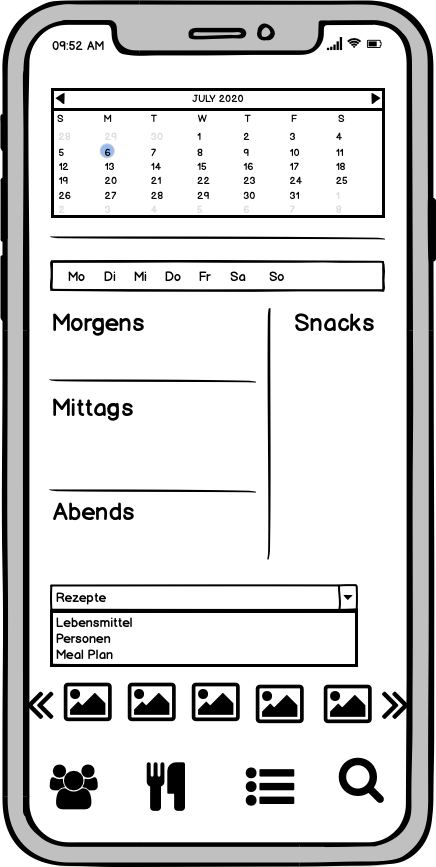 09:52 AM
JULY 2020
S M T W T F S
28 29 30 1 2 3 4
5 6 7 8 9 10 11
12 13 14 15 16 17 18
19 20 21 22 23 24 25
26 27 28 29 30 31 1
2 3 4 5 6 7 8
Mo Di Mi Do Fr Sa So
Morgens
Snacks
Mittags
Abends
Rezepte
Lebensmittel
Personen
Meal Plan